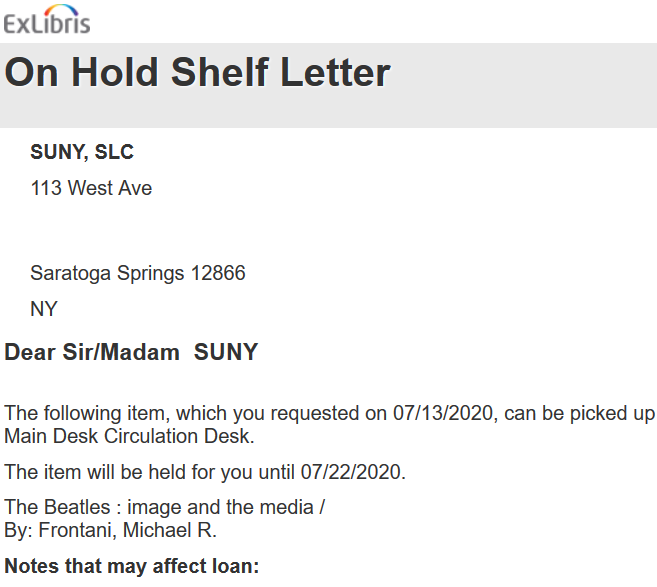 ExLibris
On Hold Shelf Letter
SUNY, SLC
113 West Ave
Saratoga Springs 12866
NY
Dear Sir/Madam  SUNY
The following item, which you requested on 07/13/2020, can be picked up
Main Desk Circulation Desk.
The item will be held for you until 07/22/2020.
The Beatles : image and the media /
By: Frontani, Michael R.
Notes that may affect loan: